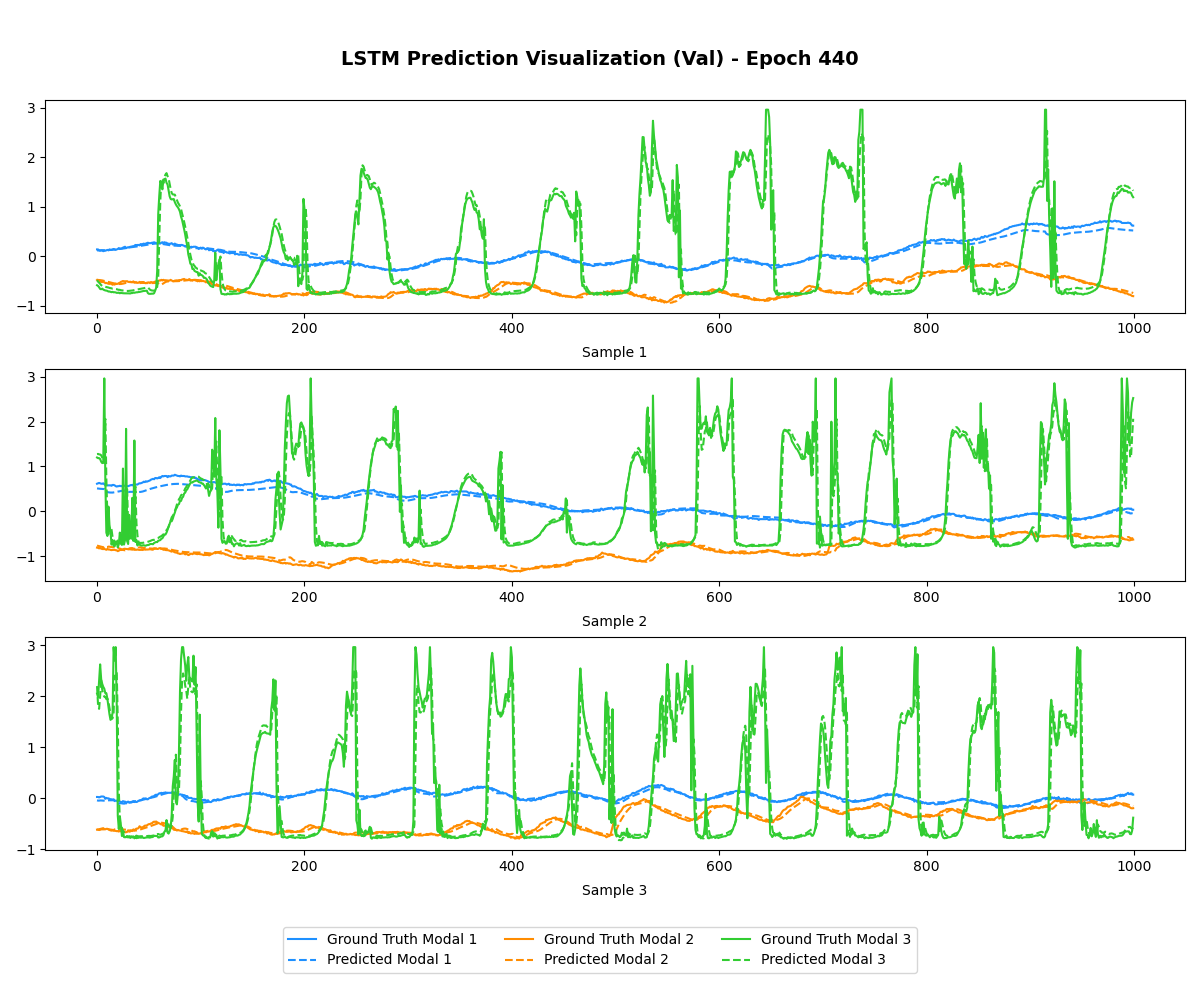 LSTM Prediction Visualization (Val) - Epoch 440
3
2
1
0
−1
0 200 400 600 800 1000
Sample 1
3
2
1
0
−1
0 200 400 600 800 1000
Sample 2
3
2
1
0
−1
0 200 400 600 800 1000
Sample 3
Ground Truth Modal 1 Ground Truth Modal 2 Ground Truth Modal 3
Predicted Modal 1 Predicted Modal 2 Predicted Modal 3